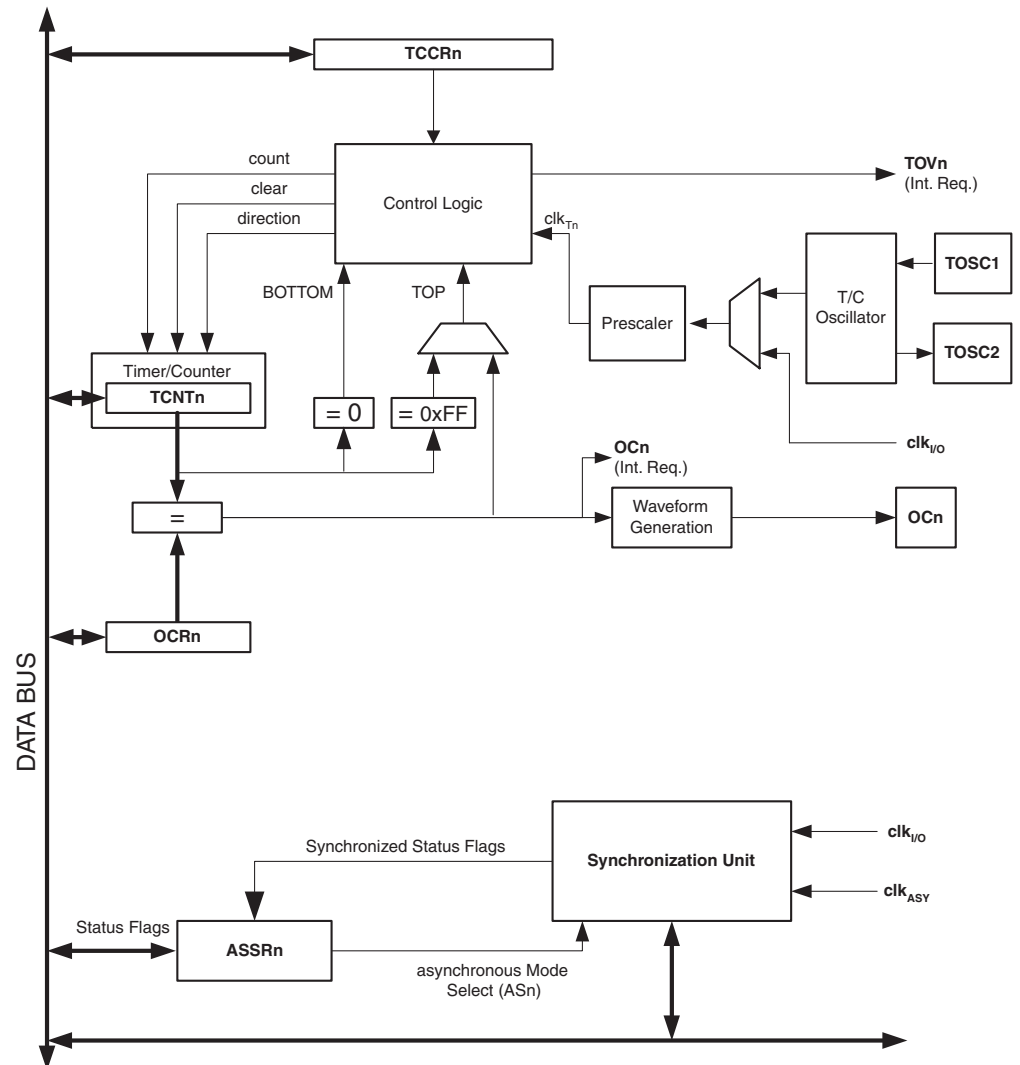 TCCRn
count
clear
direction
Control Logic
TOVn
(Int. Req.)
clkTn
BOTTOM
TOP
T/C
Oscillator
TOSC1
TOSC2
Prescaler
Timer/Counter
TCNTn
= 0
= 0xFF
clkI/O
OCn
(Int. Req.)
=
Waveform
Generation
OCn
OCRn
DATA BUS
Synchronized Status Flags
Synchronization Unit
clkI/O
clkASY
Status Flags
ASSRn
asynchronous Mode
Select (ASn)